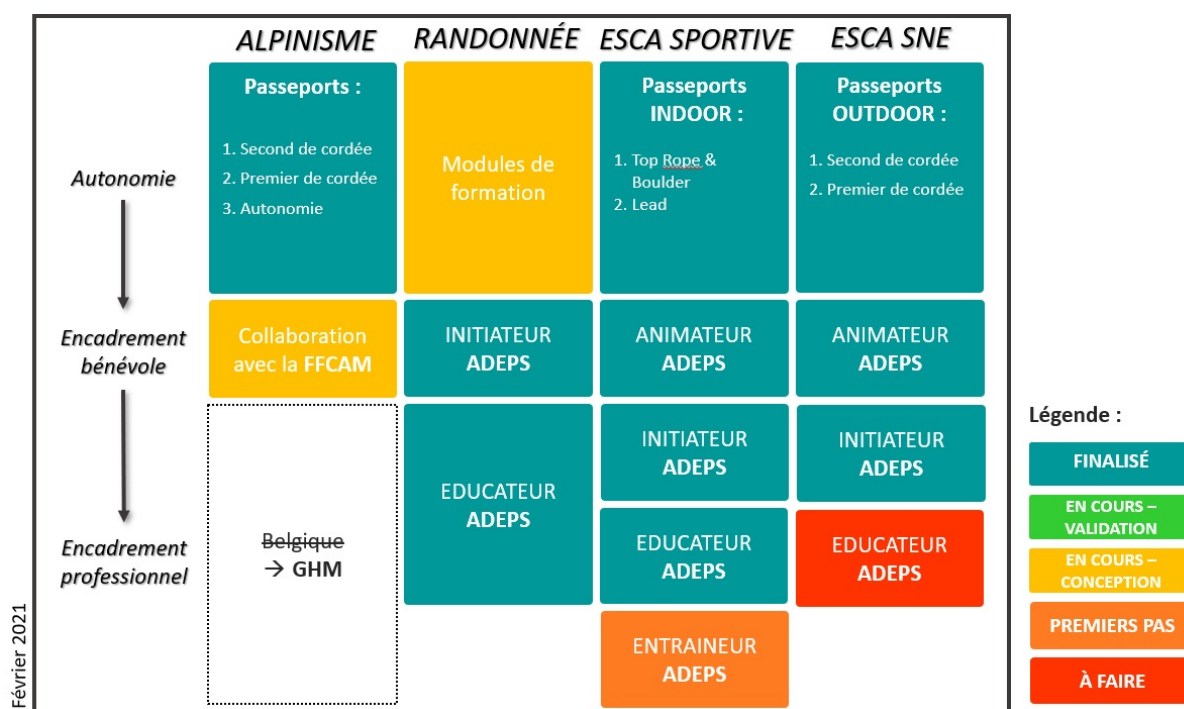 ALPINISME
RANDONNÉE
ESCA SPORTIVE
ESCA SNE
Autonomie
Passeports :
1. Second de cordée
2. Premier de cordée
3. Autonomie
Modules de
formation
Passeports
INDOOR :
1. Top Rope &
Boulder
2. Lead
Passeports
OUTDOOR :
1. Second de cordée
2. Premier de cordée
Encadrement
bénévole
Collaboration
avec la FFCAM
INITIATEUR
ADEPS
ANIMATEUR
ADEPS
ANIMATEUR
ADEPS
Encadrement
professionnel
Belgique
→ GHM
EDUCATEUR
ADEPS
INITIATEUR
ADEPS
EDUCATEUR
ADEPS
ENTRAINEUR
ADEPS
INITIATEUR
ADEPS
EDUCATEUR
ADEPS
Légende :
FINALISÉ
EN COURS –
VALIDATION
EN COURS –
CONCEPTION
PREMIERS PAS
À FAIRE
Février 2021